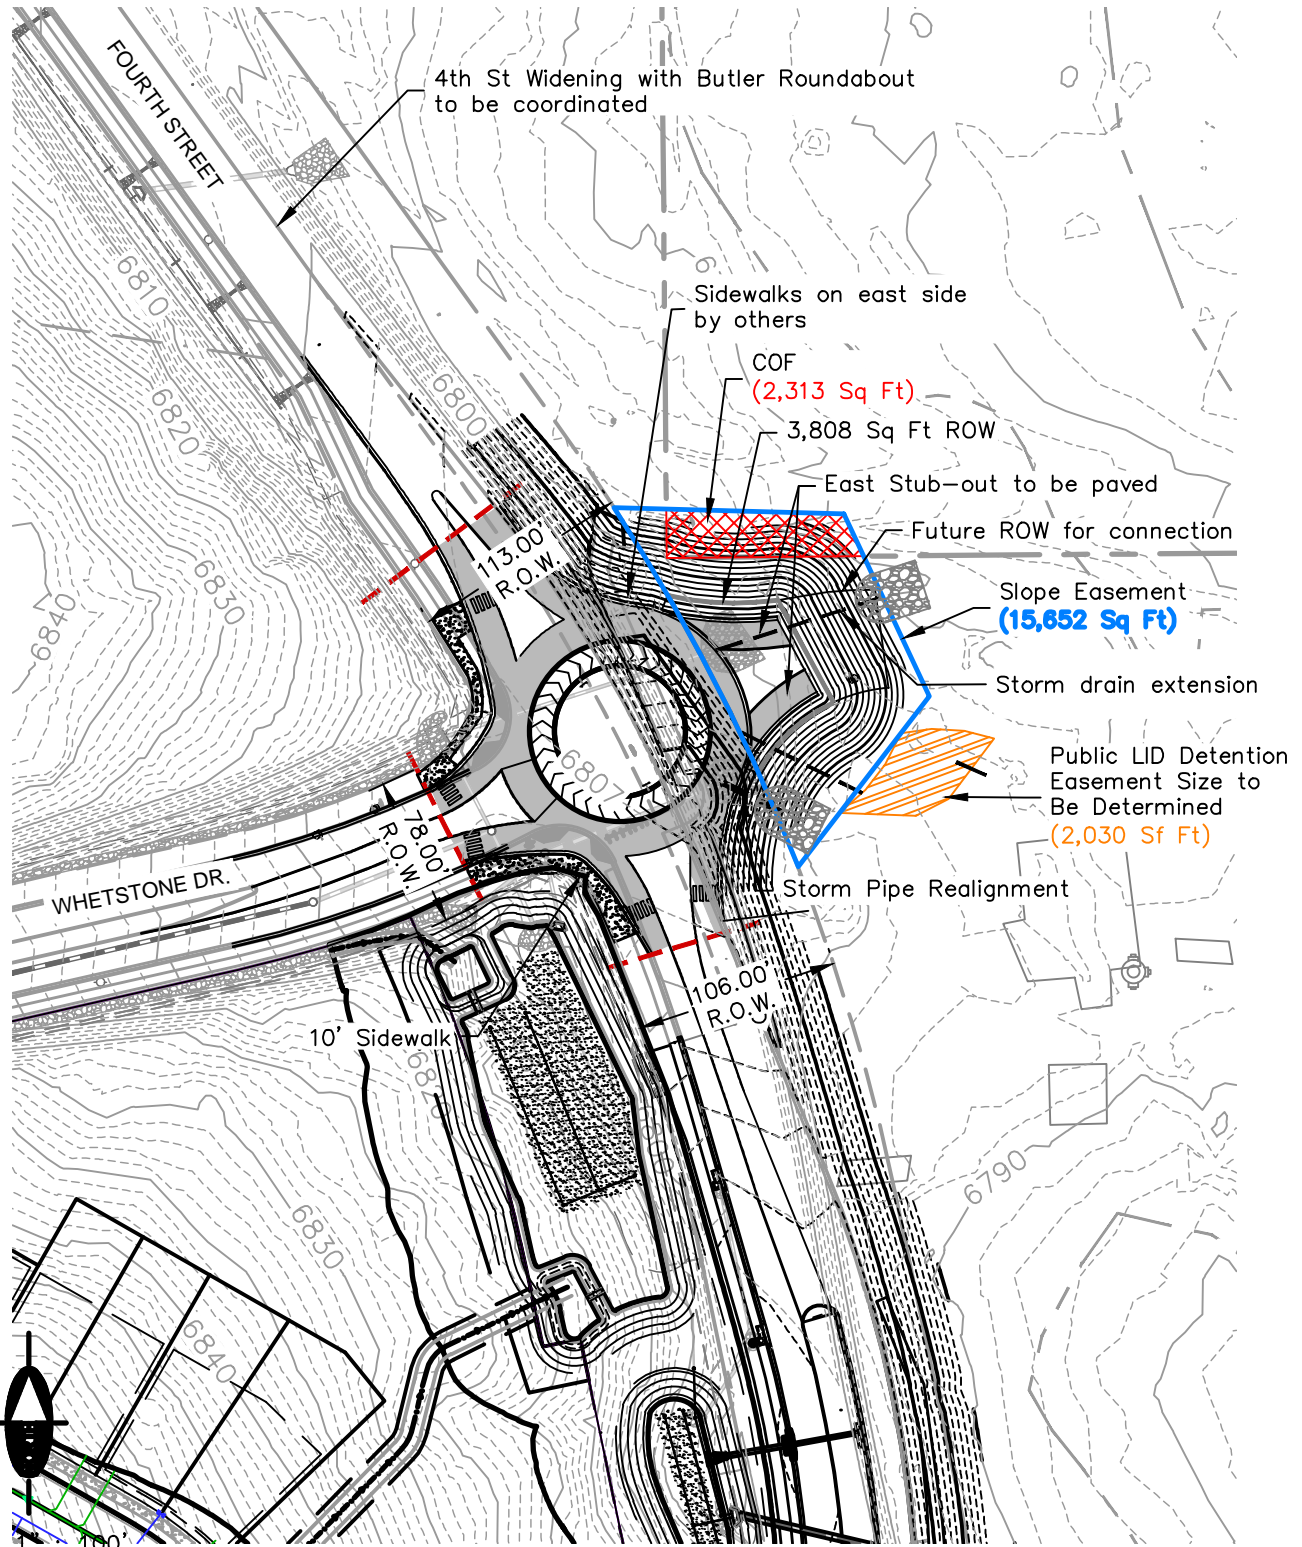 FOURTH STREET
4th St Widening with Butler Roundabout
to be coordinated
6810
6820
6830
6840
6800
6
Sidewalks on east side
by others
COF
(2,313 Sq Ft)
3,808 Sq Ft ROW
East Stub-out to be paved
Future ROW for connection
Slope Easement
(15,652 Sq Ft)
Storm drain extension
Public LID Detention
Easement Size to
Be Determined
(2,030 Sf Ft)
113.00'
R.O.W.
6807
78.00'
R.O.W.
WHETSTONE DR.
Storm Pipe Realignment
106.00'
R.O.W.
10' Sidewalk
6790
6830
6840